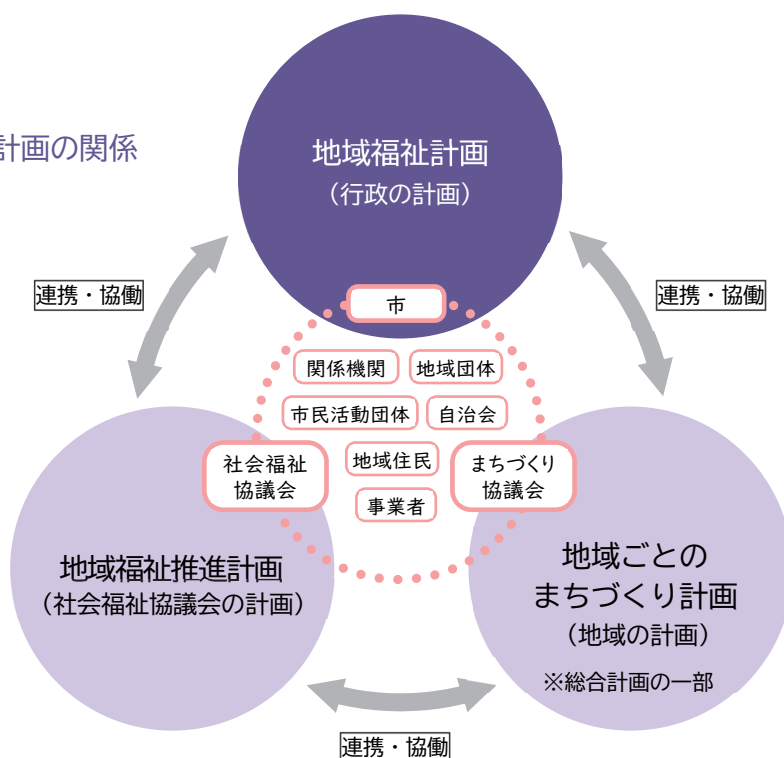 計画の関係
地域福祉計画
（行政の計画）
連携・協働
連携・協働
市
関係機関
地域団体
市民活動団体
自治会
社会福祉
協議会
地域住民
まちづくり
協議会
事業者
地域福祉推進計画
（社会福祉協議会の計画）
地域ごとの
まちづくり計画
（地域の計画）
※総合計画の一部
連携・協働